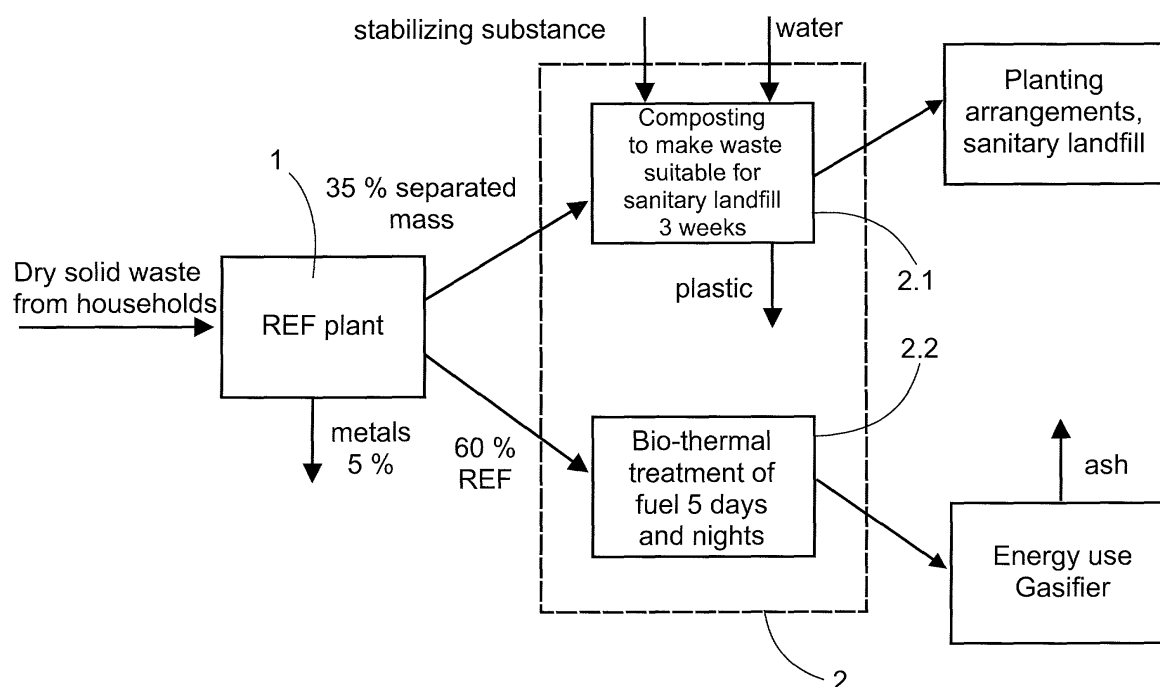 stabilizing substance
water
Planting
arrangements,
sanitary landfill
Composting
to make waste
suitable for
sanitary landfill
3 weeks
1
35 % separated
mass
Dry solid waste
from households
REF plant
plastic
2.1
2.2
metals
5 %
60 %
REF
Bio-thermal
treatment of
fuel 5 days
and nights
ash
Energy use
Gasifier
2